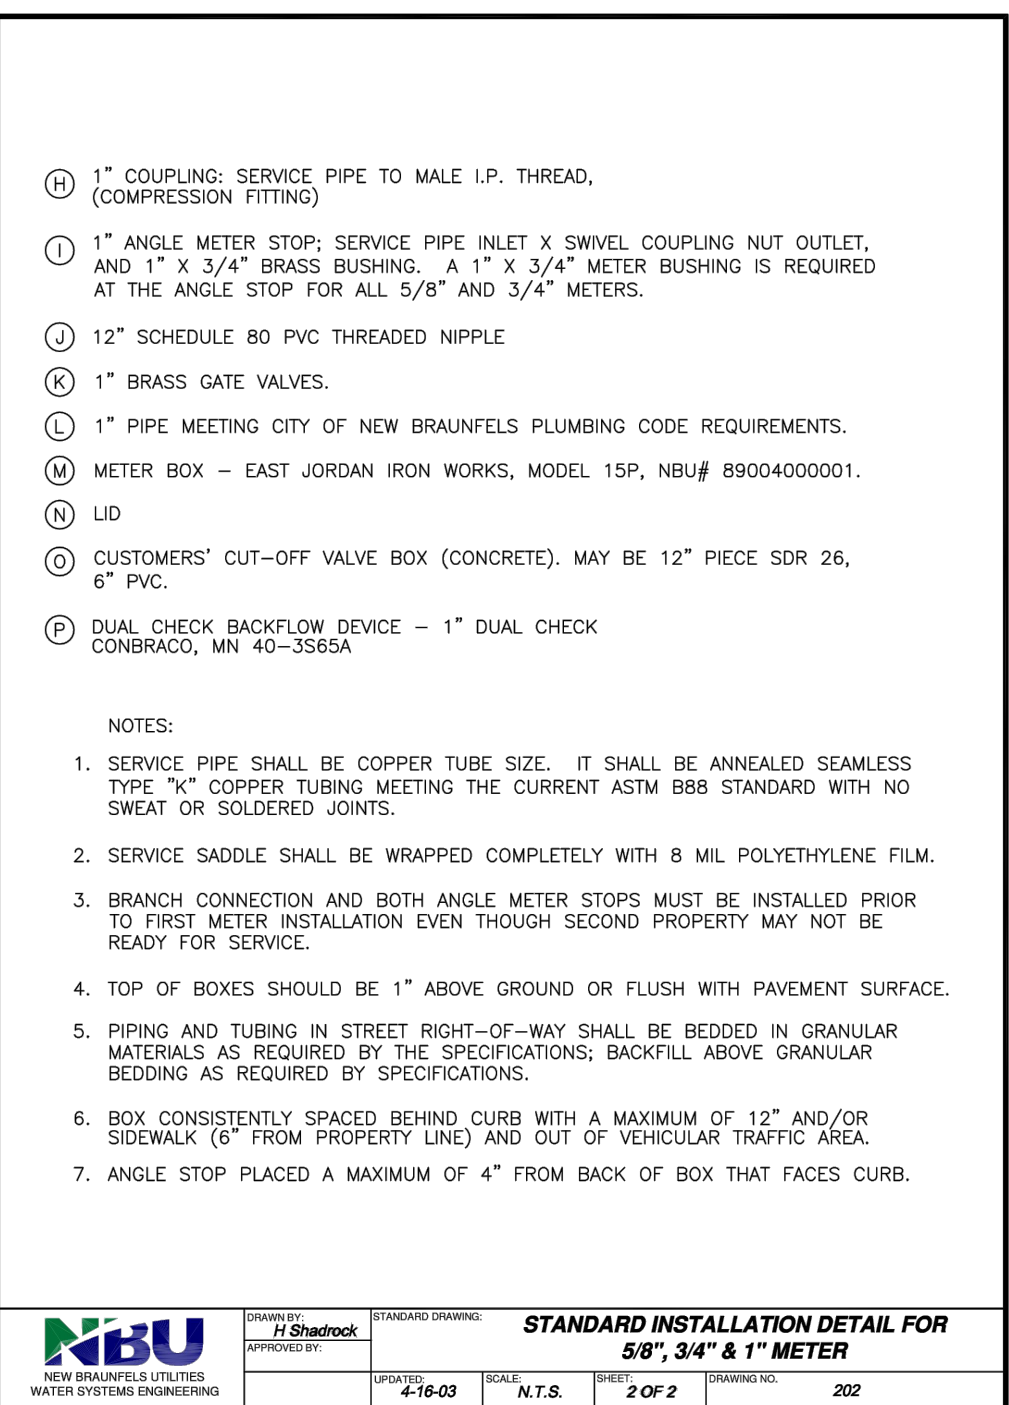 H 1" COUPLING: SERVICE PIPE TO MALE I.P. THREAD,
(COMPRESSION FITTING)
I 1" ANGLE METER STOP; SERVICE PIPE INLET X SWIVEL COUPLING NUT OUTLET,
AND 1" X 3/4" BRASS BUSHING. A 1" X 3/4" METER BUSHING IS REQUIRED
AT THE ANGLE STOP FOR ALL 5/8" AND 3/4" METERS.
J 12" SCHEDULE 80 PVC THREADED NIPPLE
K 1" BRASS GATE VALVES.
L 1" PIPE MEETING CITY OF NEW BRAUNFELS PLUMBING CODE REQUIREMENTS.
M METER BOX – EAST JORDAN IRON WORKS, MODEL 15P, NBU# 89004000001.
N LID
O CUSTOMERS' CUT–OFF VALVE BOX (CONCRETE). MAY BE 12" PIECE SDR 26,
6" PVC.
P DUAL CHECK BACKFLOW DEVICE – 1" DUAL CHECK
CONBRACO, MN 40–3S65A
NOTES:
1. SERVICE PIPE SHALL BE COPPER TUBE SIZE. IT SHALL BE ANNEALED SEAMLESS
TYPE "K" COPPER TUBING MEETING THE CURRENT ASTM B88 STANDARD WITH NO
SWEAT OR SOLDERED JOINTS.
2. SERVICE SADDLE SHALL BE WRAPPED COMPLETELY WITH 8 MIL POLYETHYLENE FILM.
3. BRANCH CONNECTION AND BOTH ANGLE METER STOPS MUST BE INSTALLED PRIOR
TO FIRST METER INSTALLATION EVEN THOUGH SECOND PROPERTY MAY NOT BE
READY FOR SERVICE.
4. TOP OF BOXES SHOULD BE 1" ABOVE GROUND OR FLUSH WITH PAVEMENT SURFACE.
5. PIPING AND TUBING IN STREET RIGHT–OF–WAY SHALL BE BEDDED IN GRANULAR
MATERIALS AS REQUIRED BY THE SPECIFICATIONS; BACKFILL ABOVE GRANULAR
BEDDING AS REQUIRED BY SPECIFICATIONS.
6. BOX CONSISTENTLY SPACED BEHIND CURB WITH A MAXIMUM OF 12" AND/OR
SIDEWALK (6" FROM PROPERTY LINE) AND OUT OF VEHICULAR TRAFFIC AREA.
7. ANGLE STOP PLACED A MAXIMUM OF 4" FROM BACK OF BOX THAT FACES CURB.
NBU
NEW BRAUNFELS UTILITIES
WATER SYSTEMS ENGINEERING
DRAWN BY:
H Shadrock
APPROVED BY:
STANDARD DRAWING:
STANDARD INSTALLATION DETAIL FOR
5/8", 3/4" & 1" METER
UPDATED:
4-16-03
SCALE:
N.T.S.
SHEET:
2 OF 2
DRAWING NO.
202